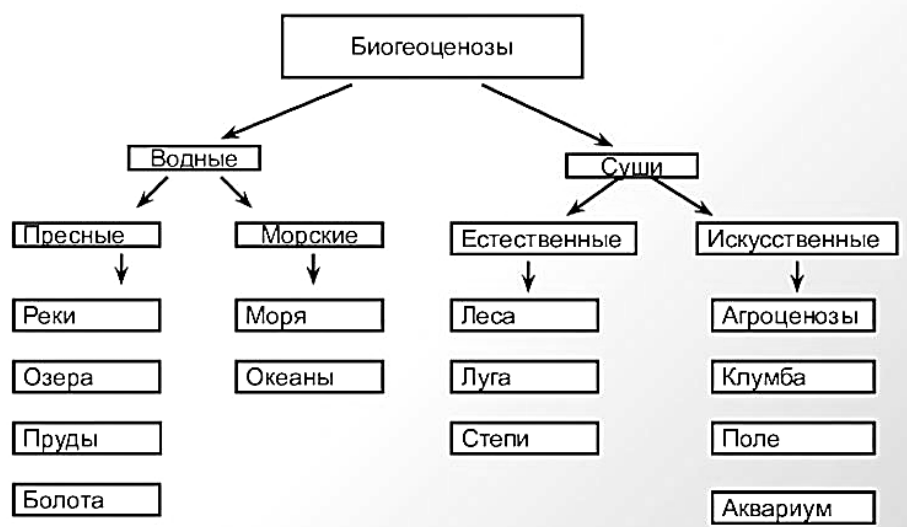 Биогеоценозы
Водные
Суши
Пресные
Морские
Естественные
Искусственные
Реки
Моря
Леса
Агроценозы
Озера
Океаны
Луга
Клумба
Пруды
Степи
Поле
Болота
Аквариум